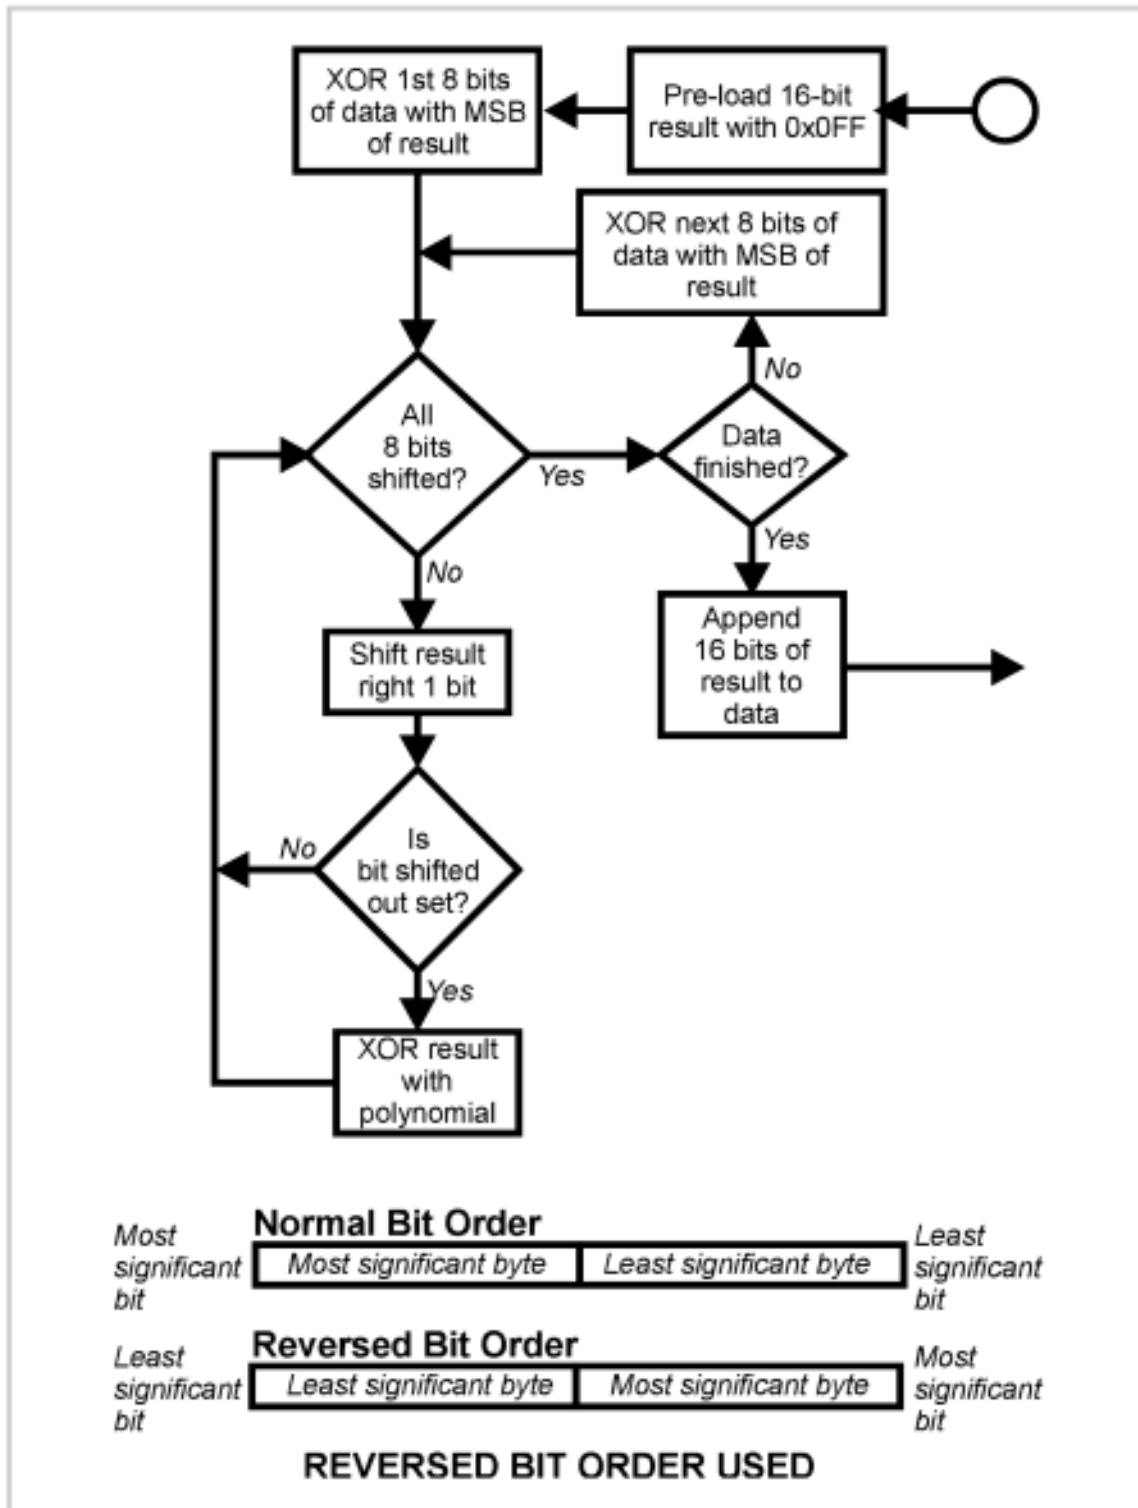 XOR 1st 8 bits
of data with MSB
of result
Pre-load 16-bit
result with 0x0FF
XOR next 8 bits of
data with MSB of
result
No
All
8 bits
shifted?
Yes
Data
finished?
Yes
No
Shift result
right 1 bit
Append
16 bits of
result to
data
Is
bit shifted
out set?
No
Yes
XOR result
with
polynomial
Normal Bit Order
Most
significant
bit
Most significant byte
Least significant byte
Least
significant
bit
Reversed Bit Order
Least
significant
bit
Least significant byte
Most significant byte
Most
significant
bit
REVERSED BIT ORDER USED